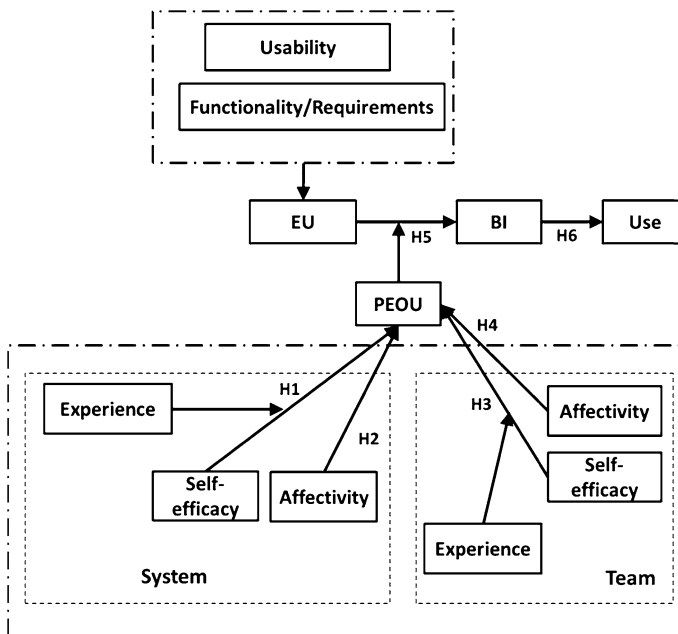 Usability
Functionality/Requirements
EU
BI
Use
H5
H6
PEOU
H4
Experience
H1
H2
Self-
efficacy
Affectivity
System
H3
Affectivity
Self-
efficacy
Experience
Team